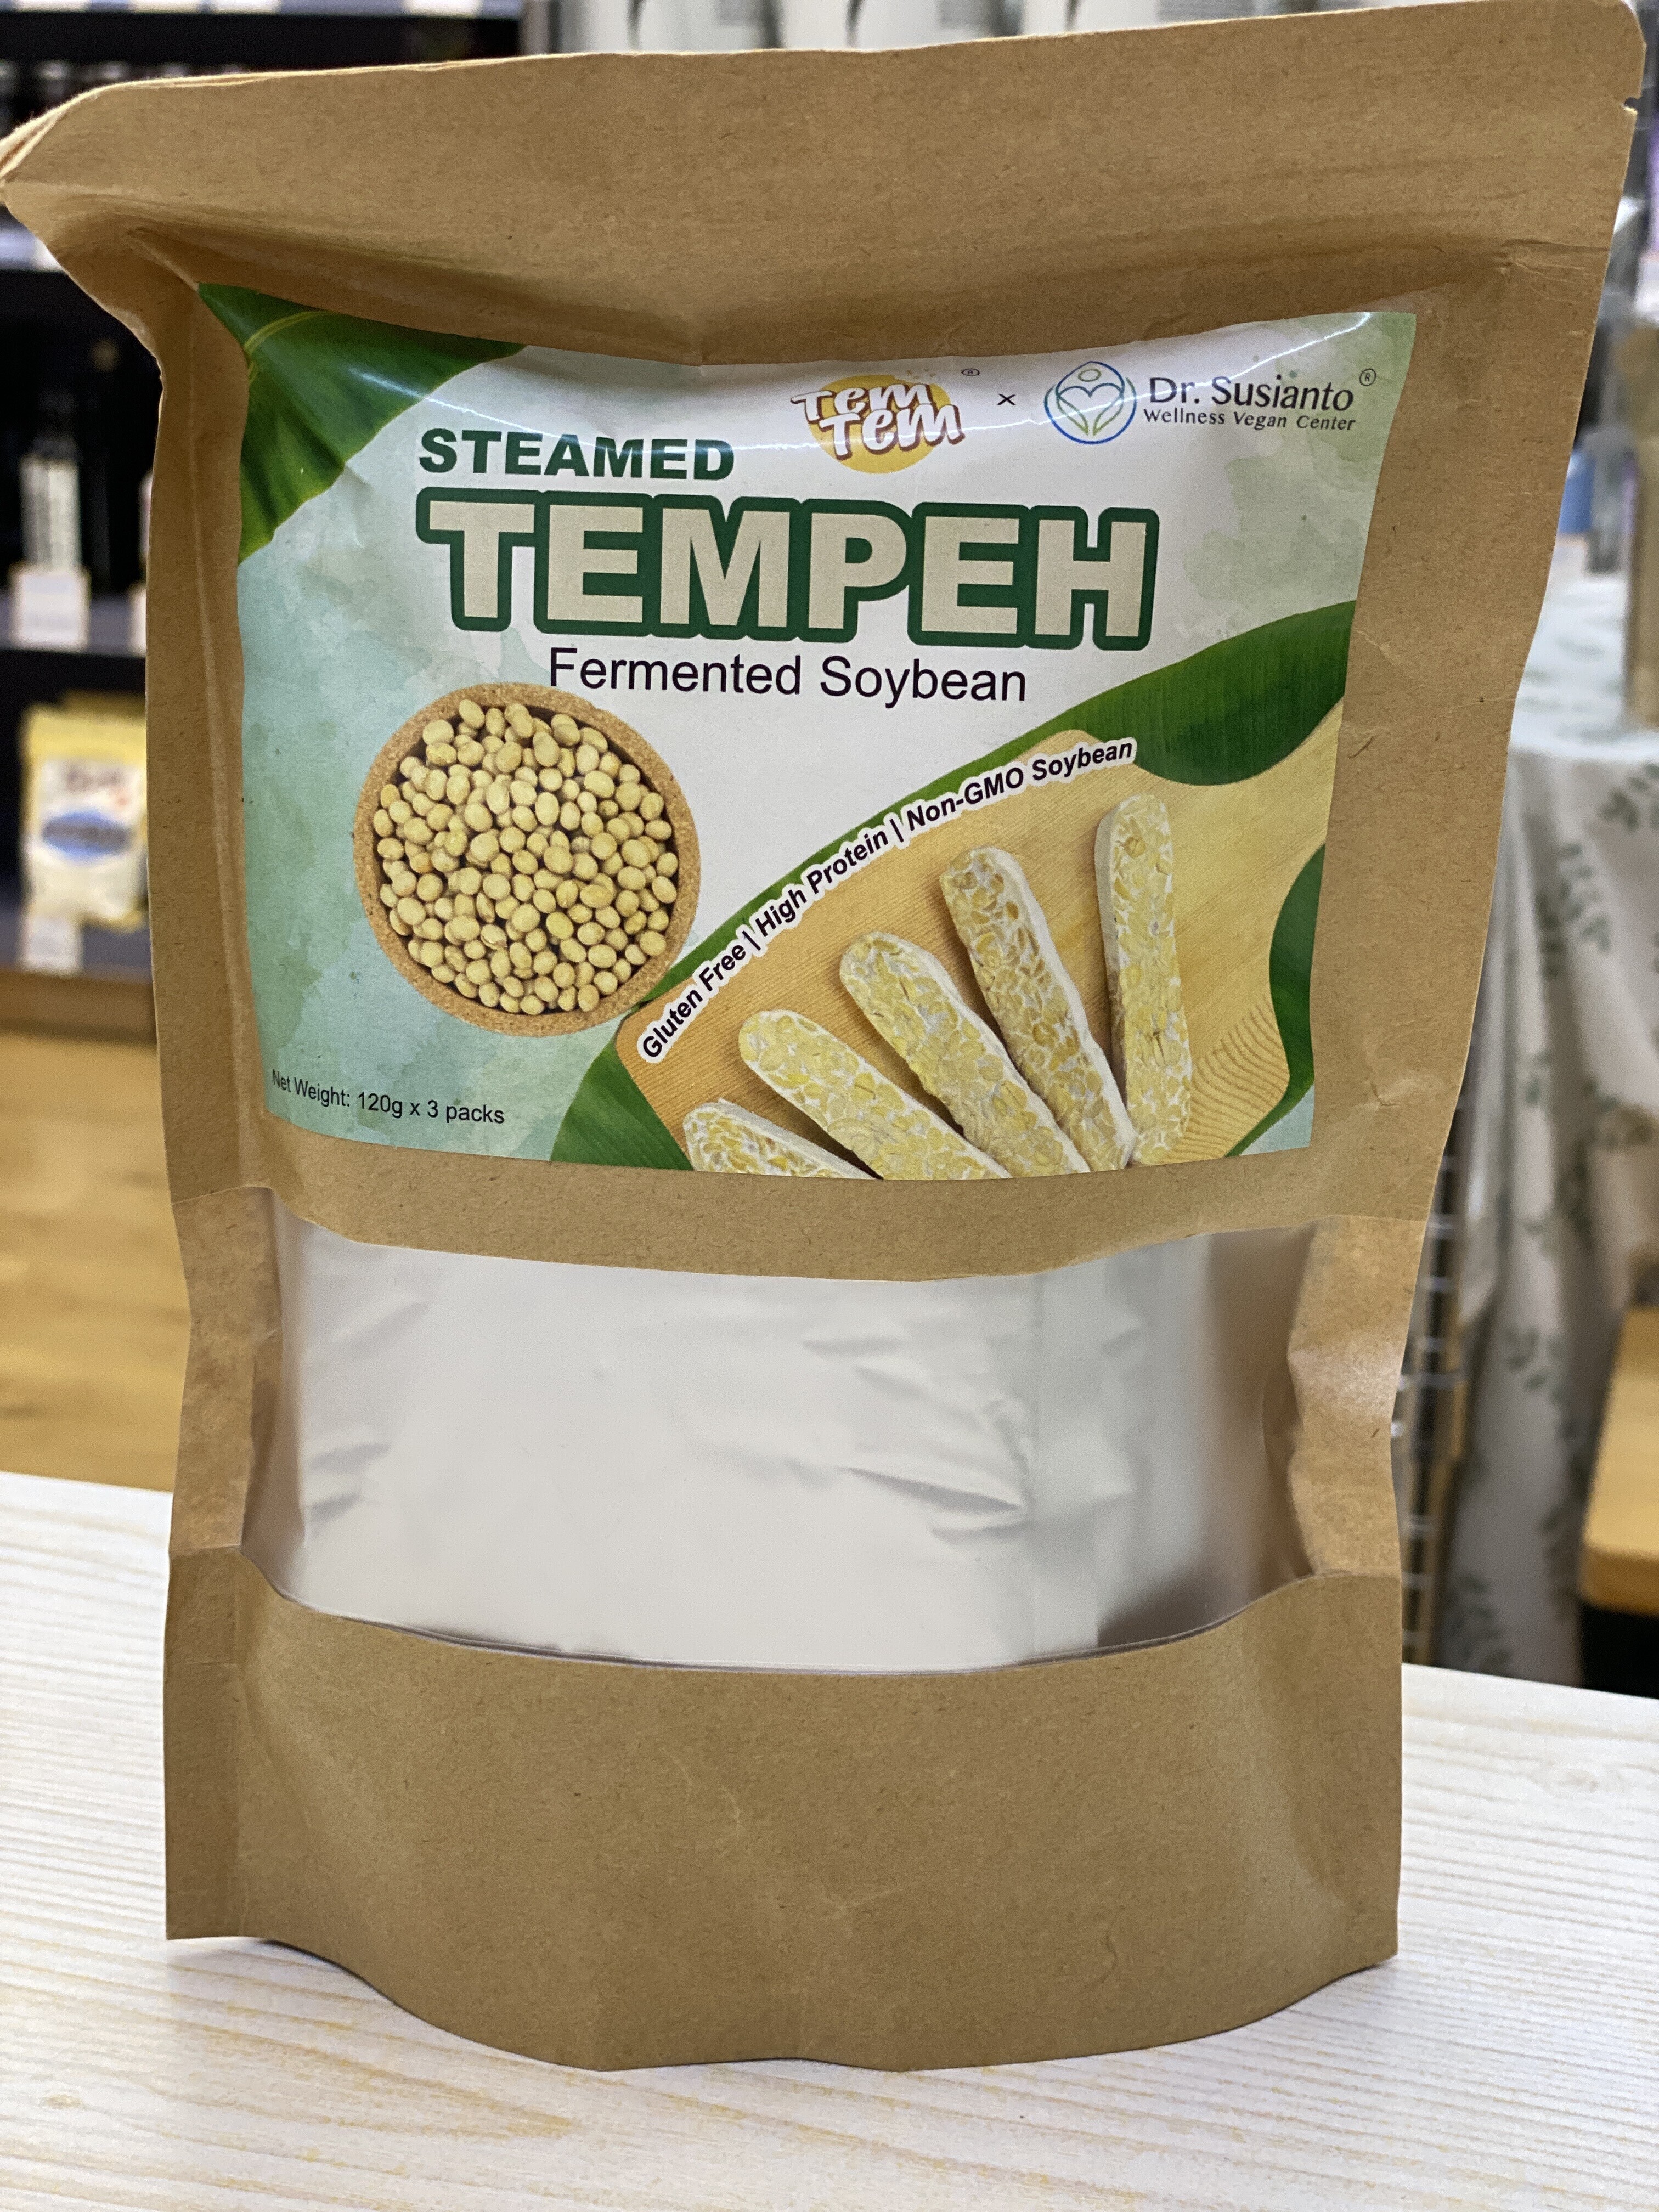 Tem
Tem ®
×
Dr. Susianto ®
Wellness Vegan Center
STEAMED
TEMPEH
Fermented Soybean
Gluten Free | High Protein | Non-GMO Soybean
Net Weight: 120g x 3 packs